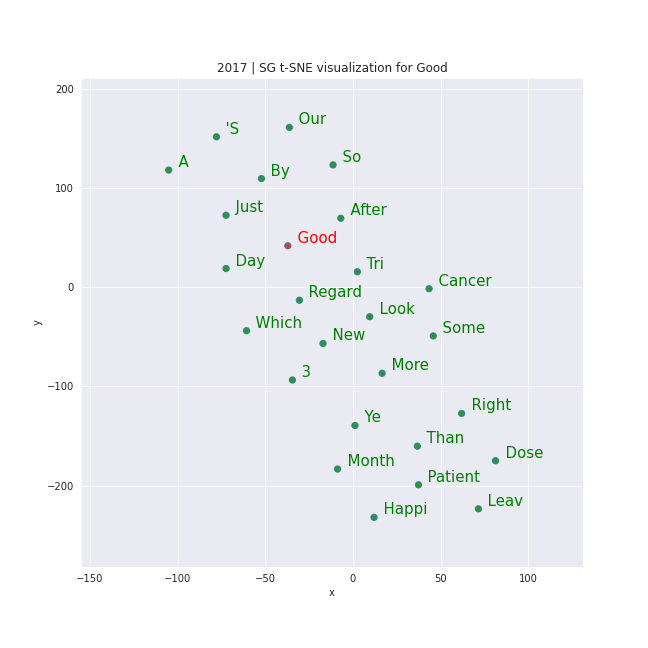 2017 | SG t-SNE visualization for Good
200
Our
'S
So
A
By
100
Just
After
Good
Day
Tri
Cancer
0
Regard
Look
Which
Some
New
y
3
More
−100
Right
Ye
Than
Dose
Month
Patient
−200
Leav
Happi
−150 −100 −50 0 50 100
x